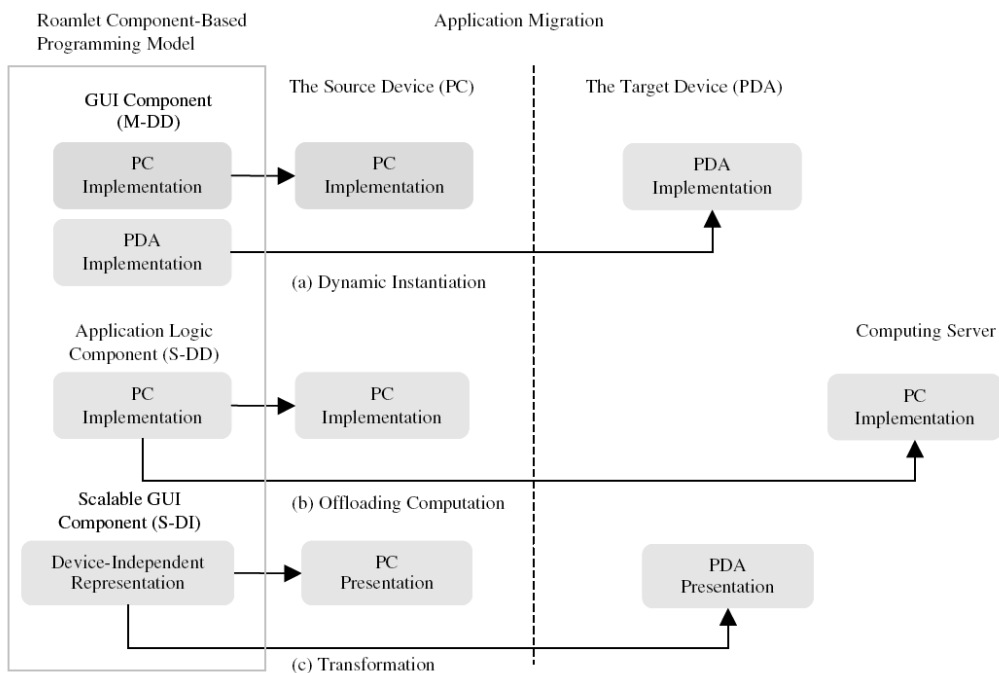 Roamlet Component-Based
Programming Model
Application Migration
The Source Device (PC)
The Target Device (PDA)
GUI Component
(M-DD)
PC
Implementation
PC
Implementation
PDA
Implementation
PDA
Implementation
(a) Dynamic Instantiation
Application Logic
Component (S-DD)
Computing Server
PC
Implementation
PC
Implementation
PC
Implementation
(b) Offloading Computation
Scalable GUI
Component (S-DI)
Device-Independent
Representation
PC
Presentation
PDA
Presentation
(c) Transformation